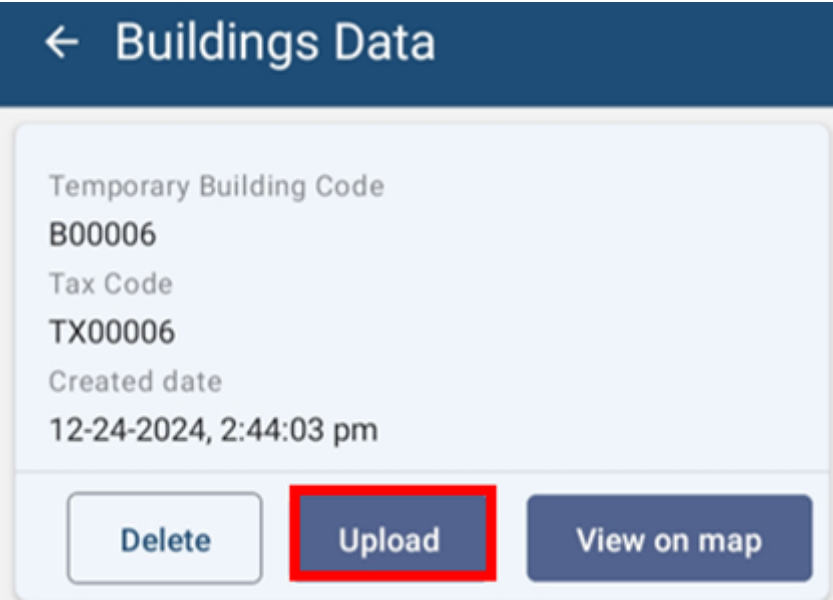 ← Buildings Data
Temporary Building Code
B00006
Tax Code
TX00006
Created date
12-24-2024, 2:44:03 pm
Delete Upload View on map